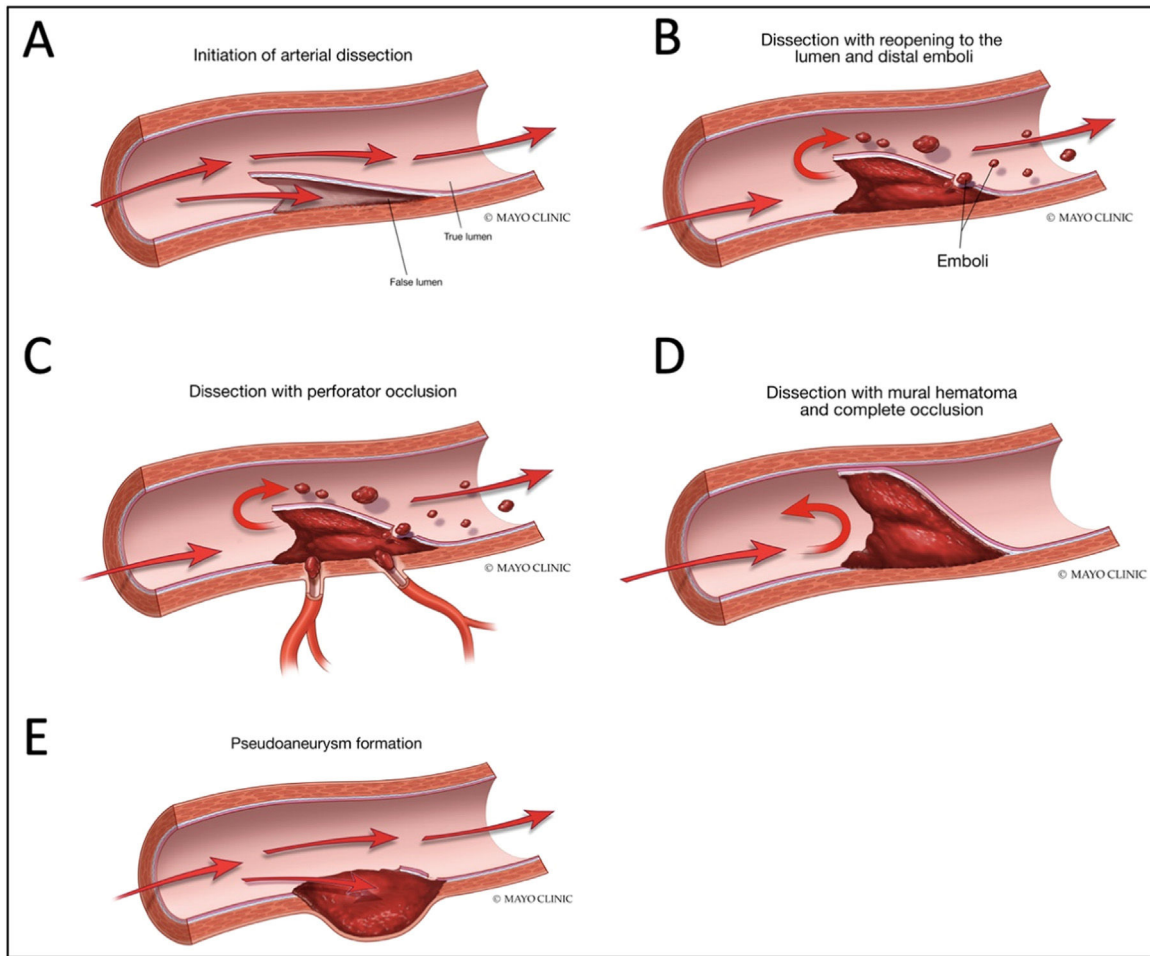 A
Initiation of arterial dissection
© MAYO CLINIC
True lumen
False lumen
B
Dissection with reopening to the
lumen and distal emboli
© MAYO CLINIC
Emboli
C
Dissection with perforator occlusion
© MAYO CLINIC
D
Dissection with mural hematoma
and complete occlusion
© MAYO CLINIC
E
Pseudoaneurysm formation
© MAYO CLINIC